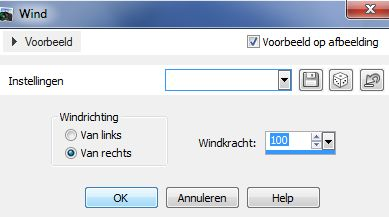 Wind
Voorbeeld
Voorbeeld op afbeelding
Instellingen
Windrichting
Van links
Van rechts
Windkracht: 100
OK Annuleren Help